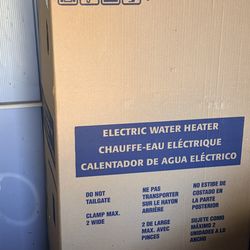 ELECTRIC WATER HEATER
CHAUFFE-EAU ÉLECTRIQUE
CALENTADOR DE AGUA ELÉCTRICO
DO NOT
TAILGATE
CLAMP MAX.
2 WIDE
NE PAS
TRANSPORTER
SUR LE HAYON
ARRIÈRE
2 DE LARGE
MAX. AVEC
PINCES
NO ESTIBE DE
COSTADO EN
LA PARTE
POSTERIOR
SUJETE COMO
MÁXIMO 2
UNIDADES A LO
ANCHO